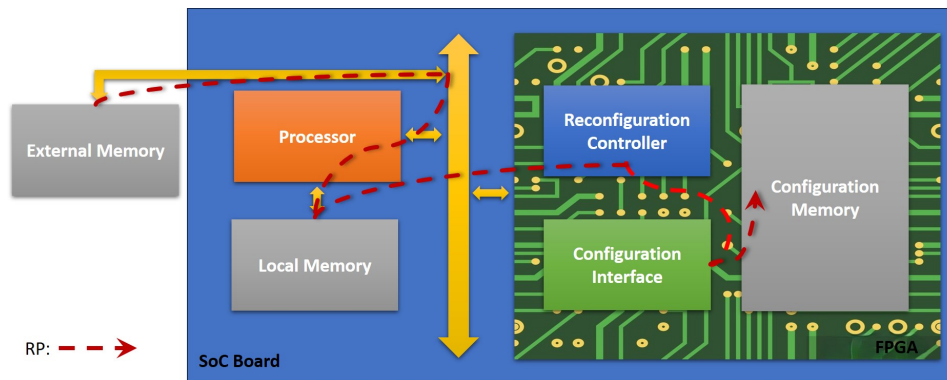 External Memory
Processor
Local Memory
Reconfiguration
Controller
Configuration
Interface
Configuration
Memory
RP:
SoC Board
FPGA